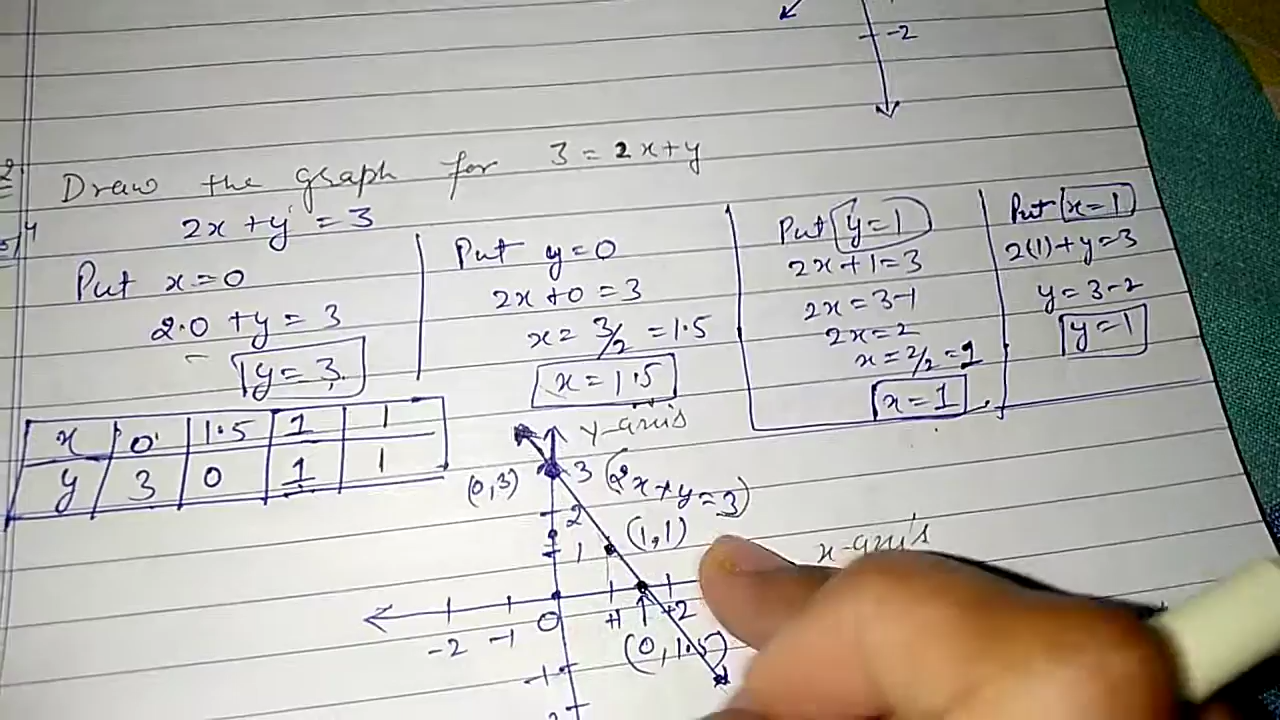 -2
Draw the graph for 3 = 2x+y
2x + y = 3
Put x = 0
2.0 + y = 3
y = 3
Put y = 0
2x + 0 = 3
x = 3/2 = 1.5
x = 1.5
Put y = 1
2x + 1 = 3
2x = 3-1
2x = 2
x = 2/2 = 1
x = 1
Put x = 1
2(1) + y = 3
y = 3-2
y = 1
x 0 1.5 1 1
y 3 0 1 1
y-axis
(0,3) 3 (2x+y=3)
2
1 (1,1)
x-axis
-2 -1 0 +1 +2
(0, 1.5)
-1